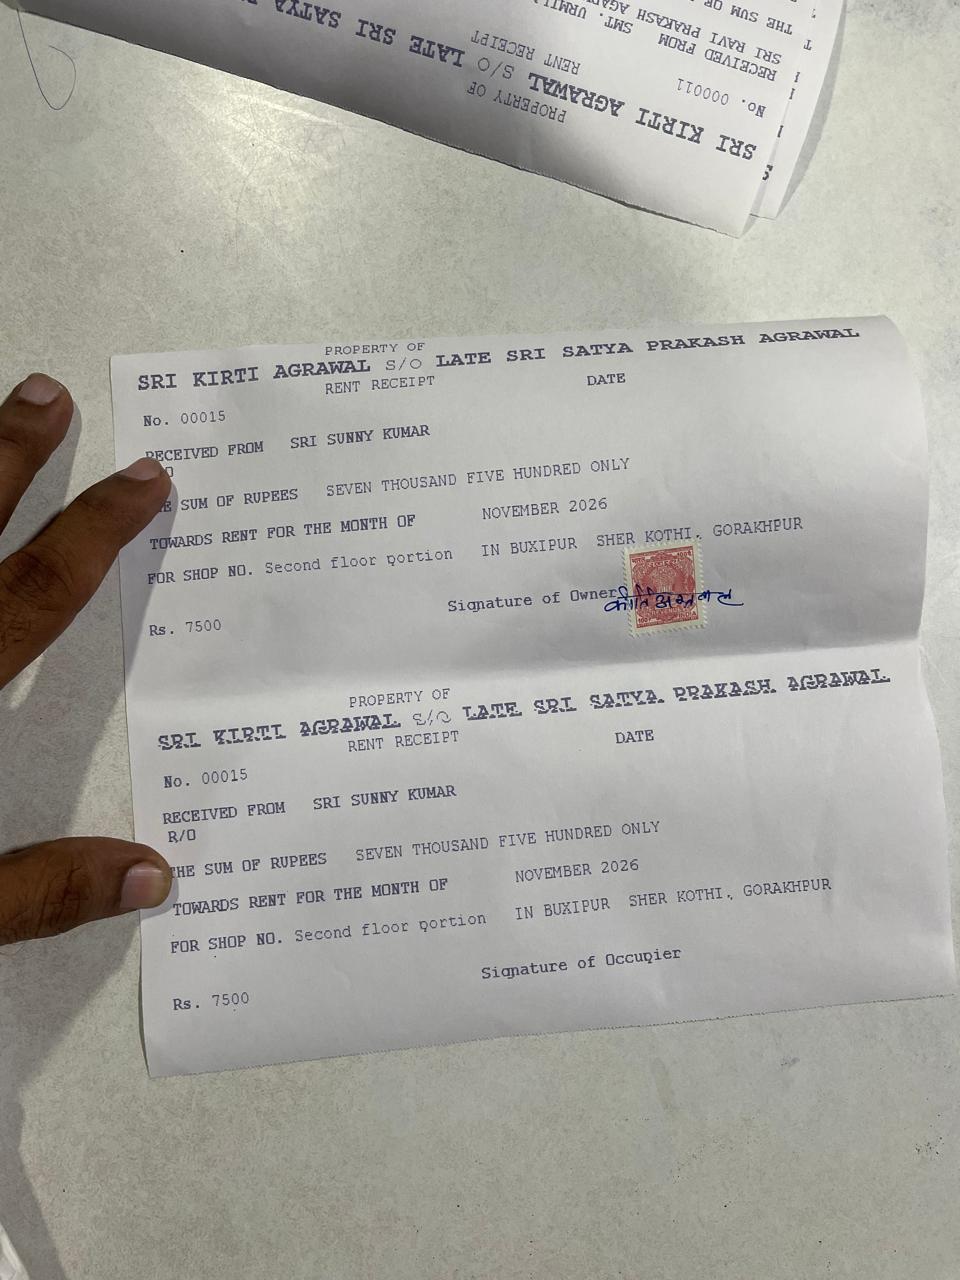 SRI KIRTI AGRAWAL S/O LATE SRI SATYA
PROPERTY OF
RENT RECEIPT
No. 000011
RECEIVED FROM SMT. URMIL
SRI RAVI PRAKASH AGA
THE SUM OF
PROPERTY OF
SRI KIRTI AGRAWAL S/O LATE SRI SATYA PRAKASH AGRAWAL
RENT RECEIPT DATE
No. 00015
RECEIVED FROM SRI SUNNY KUMAR
SUM OF RUPEES SEVEN THOUSAND FIVE HUNDRED ONLY
TOWARDS RENT FOR THE MONTH OF NOVEMBER 2026
FOR SHOP NO. Second floor portion IN BUXIPUR SHER KOTHI, GORAKHPUR
Signature of Owner कीर्ति अग्रवाल
Rs. 7500
PROPERTY OF
SRI KIRTI AGRAWAL S/O LATE SRI SATYA PRAKASH AGRAWAL
RENT RECEIPT DATE
No. 00015
RECEIVED FROM SRI SUNNY KUMAR
R/O
THE SUM OF RUPEES SEVEN THOUSAND FIVE HUNDRED ONLY
TOWARDS RENT FOR THE MONTH OF NOVEMBER 2026
FOR SHOP NO. Second floor portion IN BUXIPUR SHER KOTHI, GORAKHPUR
Signature of Occupier
Rs. 7500